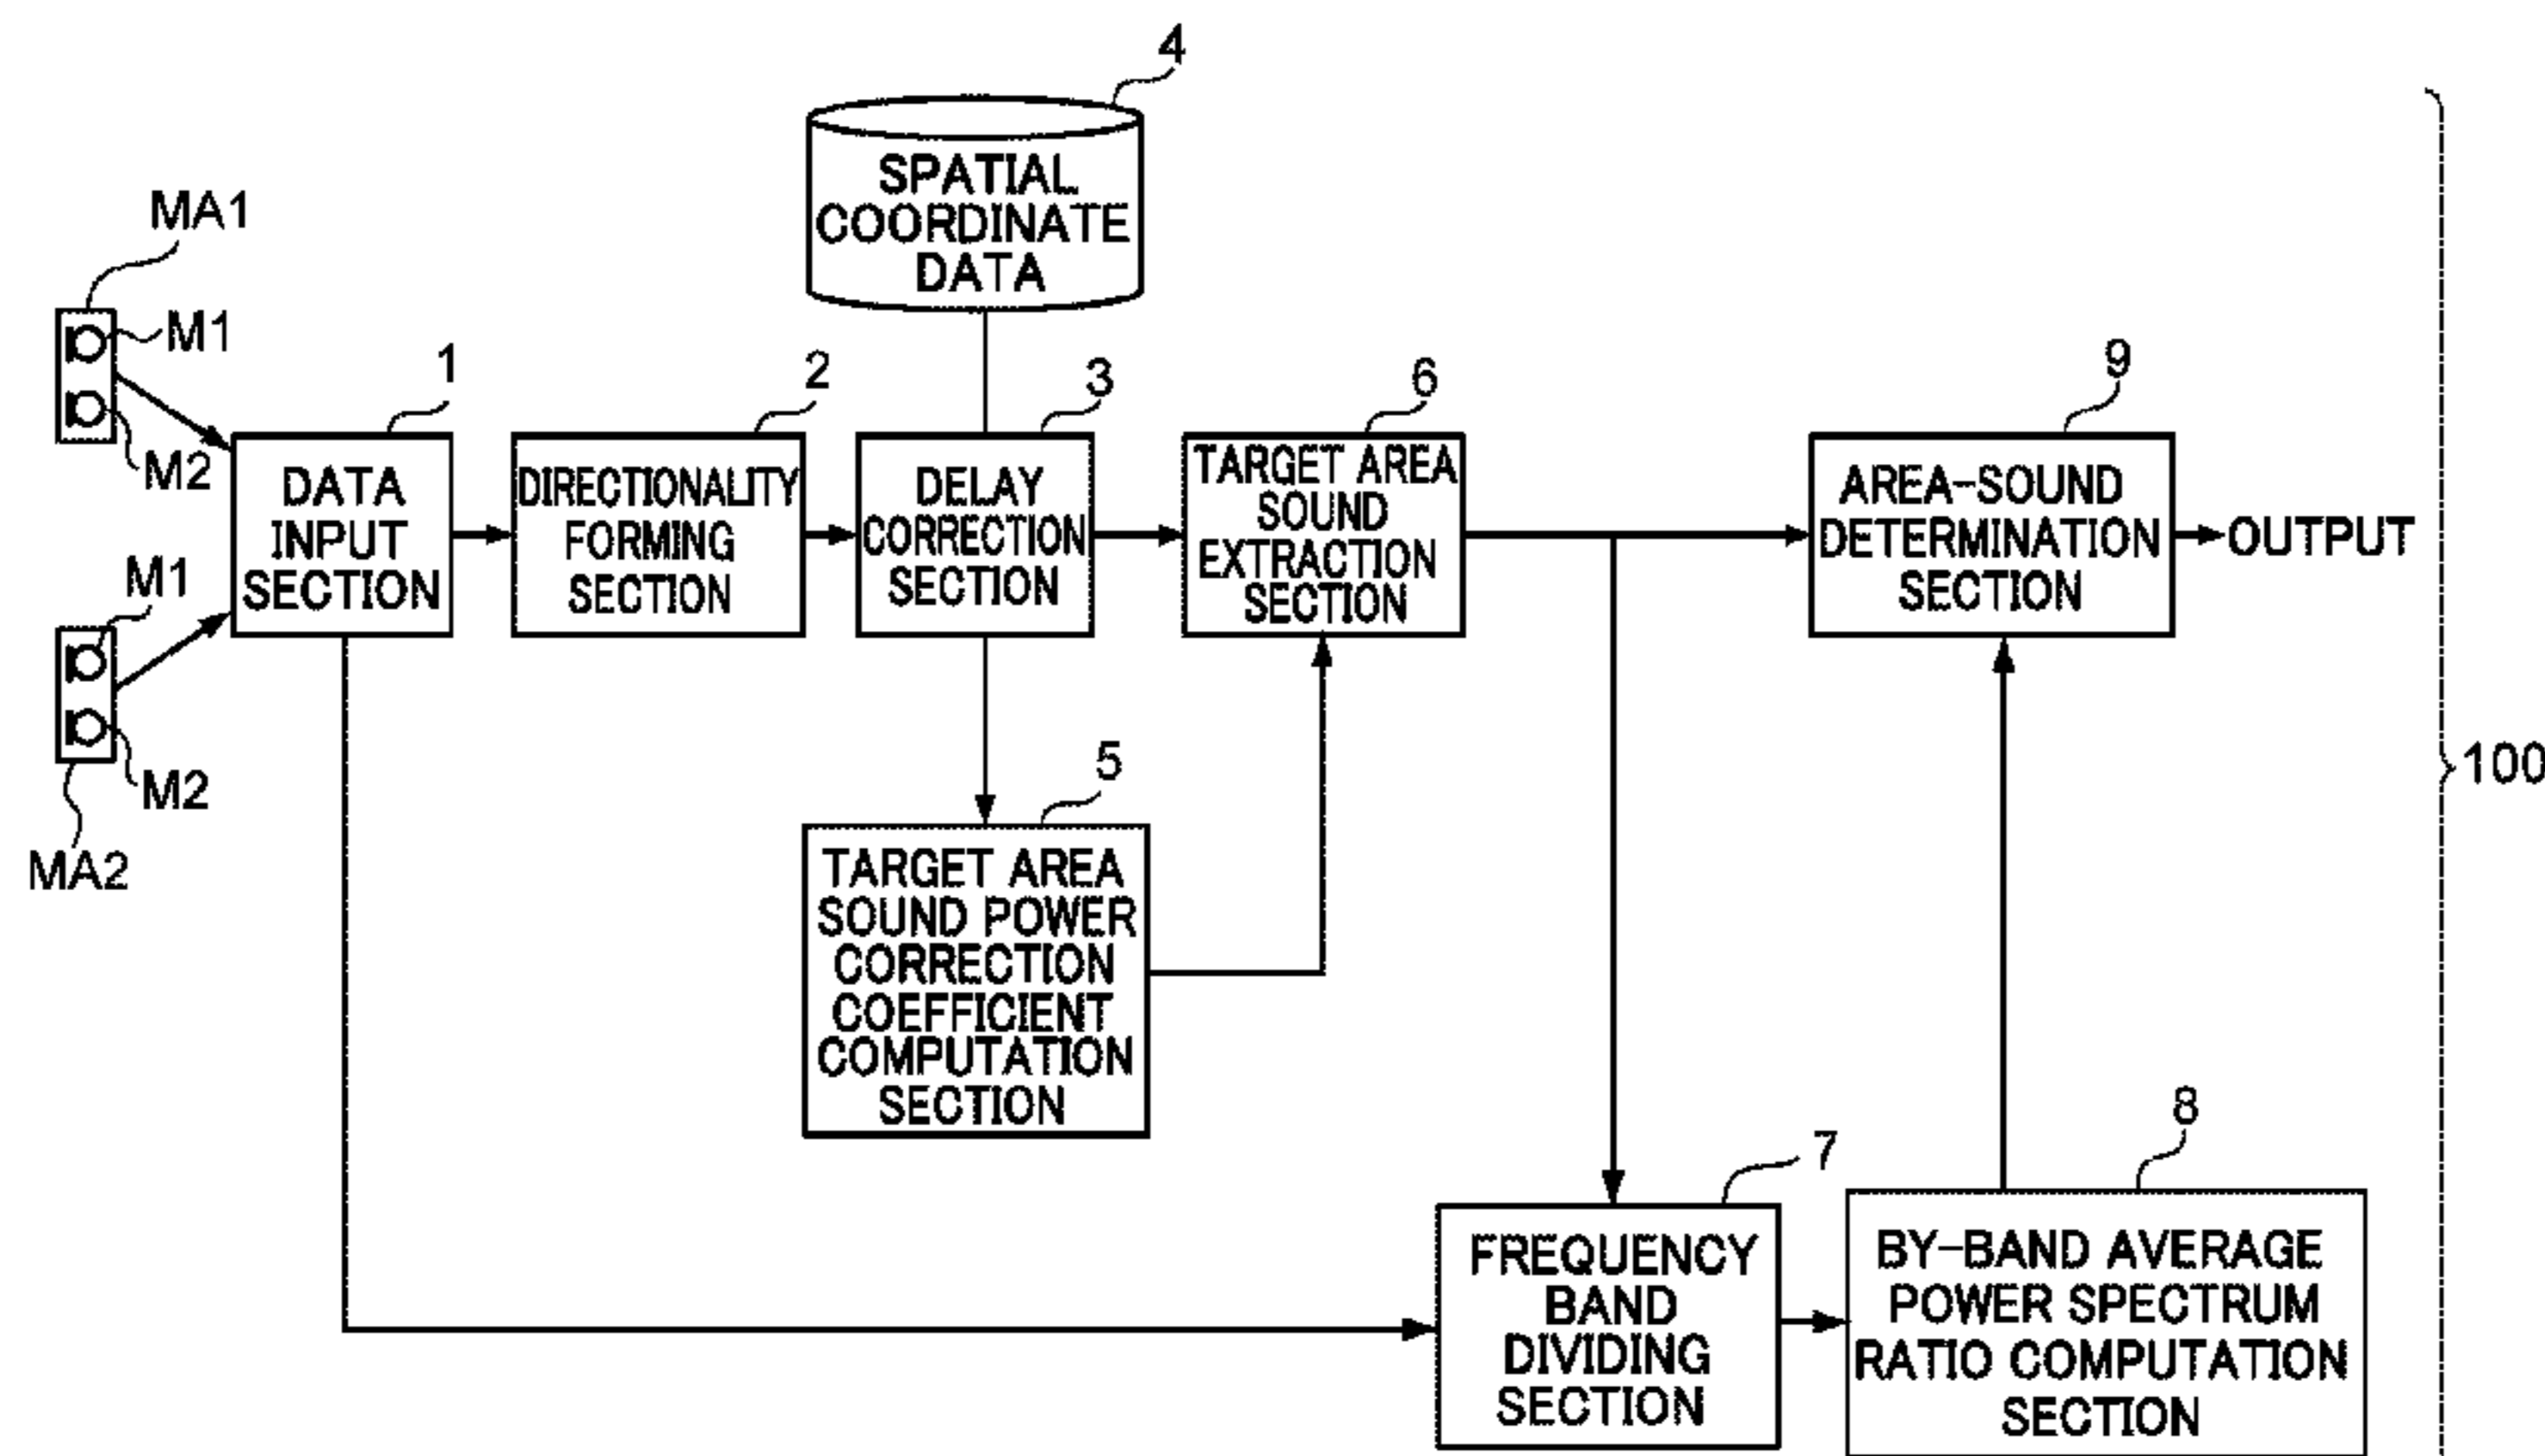 4
SPATIAL
COORDINATE
DATA
MA1
M1
M2
M1
M2
MA2
1
DATA
INPUT
SECTION
2
DIRECTIONALITY
FORMING
SECTION
3
DELAY
CORRECTION
SECTION
6
TARGET AREA
SOUND
EXTRACTION
SECTION
9
AREA-SOUND
DETERMINATION
SECTION
OUTPUT
100
5
TARGET AREA
SOUND POWER
CORRECTION
COEFFICIENT
COMPUTATION
SECTION
7
FREQUENCY
BAND
DIVIDING
SECTION
8
BY-BAND AVERAGE
POWER SPECTRUM
RATIO COMPUTATION
SECTION